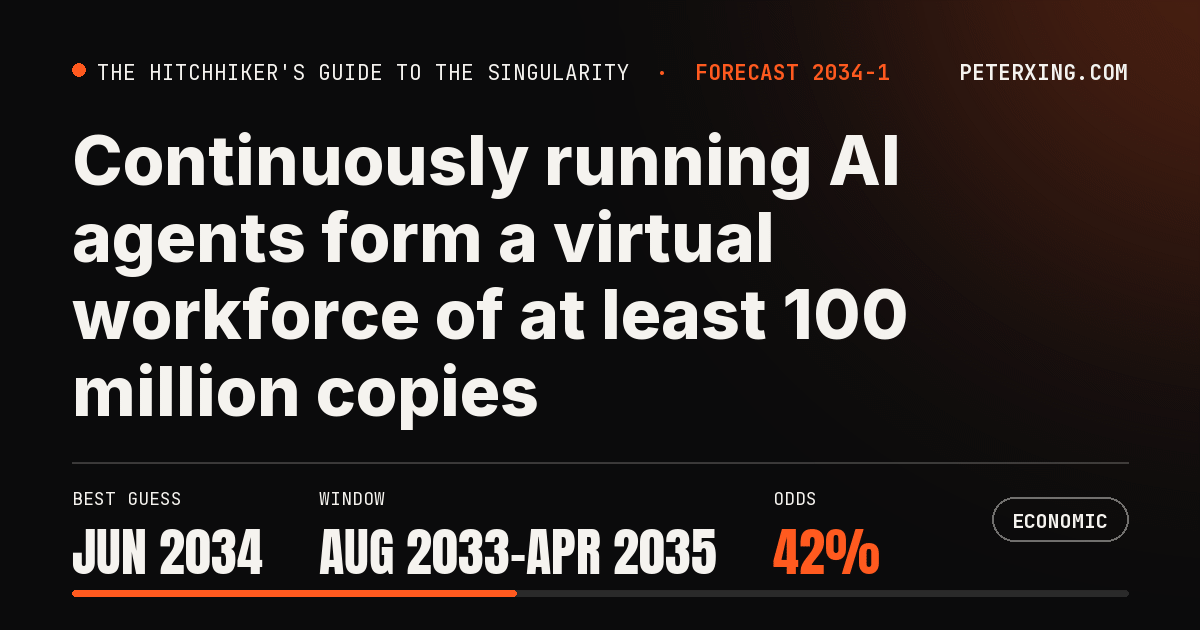 THE HITCHHIKER'S GUIDE TO THE SINGULARITY · FORECAST 2034-1 PETERXING.COM
Continuously running AI
agents form a virtual
workforce of at least 100
million copies
BEST GUESS WINDOW ODDS
JUN 2034 AUG 2033-APR 2035 42% ECONOMIC